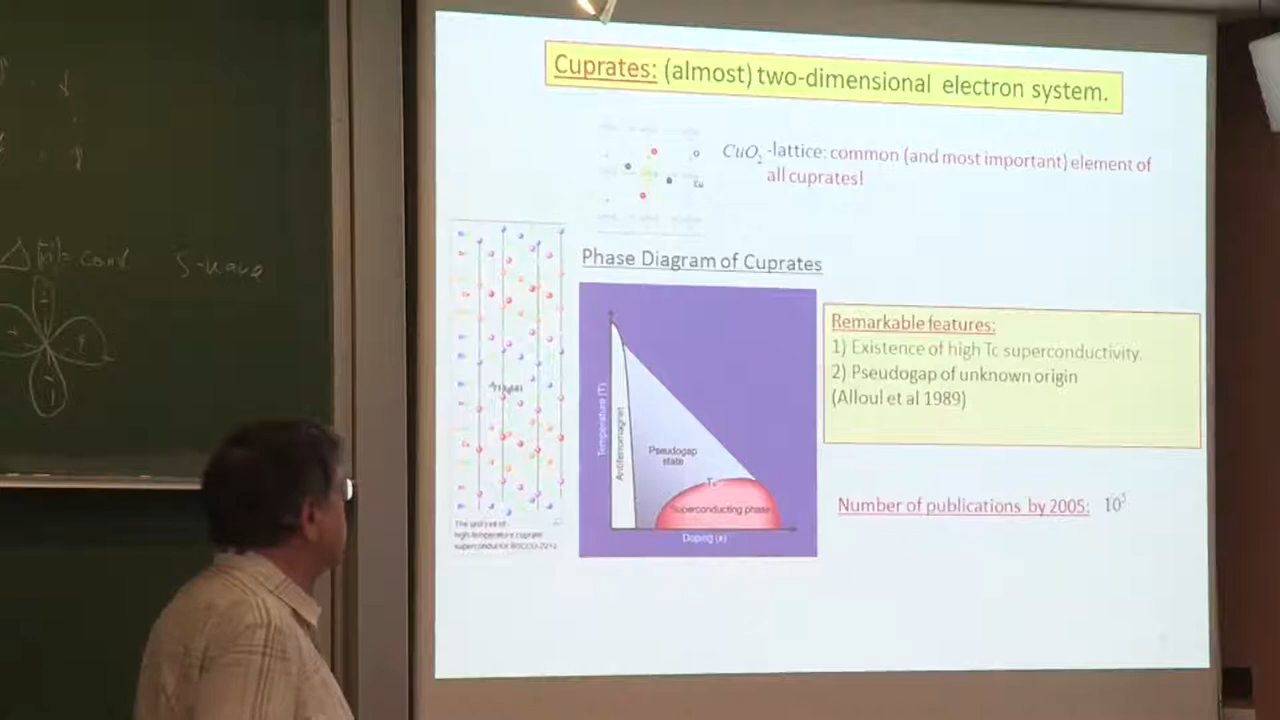 Cuprates: (almost) two-dimensional electron system.
CuO₂ -lattice: common (and most important) element of
all cuprates!
O
Cu
Phase Diagram of Cuprates
Temperature (T)
Antiferromagnet
Pseudogap
state
Tc
Superconducting phase
Doping (x)
The unit cell of
high-temperature cuprate
superconductor BSCCO-2212
Remarkable features:
1) Existence of high Tc superconductivity.
2) Pseudogap of unknown origin
(Alloul et al 1989)
Number of publications by 2005: 10⁵
= const S-wave